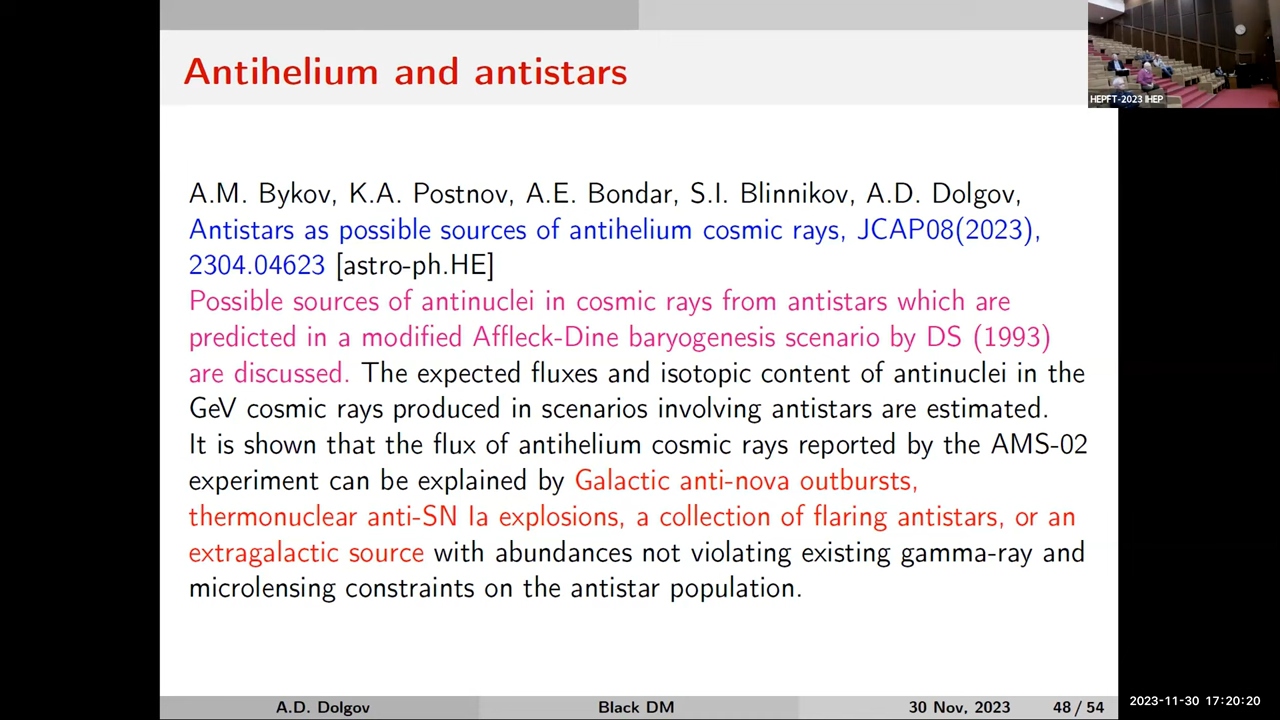 Antihelium and antistars
HEPFT-2023 IHEP
A.M. Bykov, K.A. Postnov, A.E. Bondar, S.I. Blinnikov, A.D. Dolgov,
Antistars as possible sources of antihelium cosmic rays, JCAP08(2023),
2304.04623 [astro-ph.HE]
Possible sources of antinuclei in cosmic rays from antistars which are
predicted in a modified Affleck-Dine baryogenesis scenario by DS (1993)
are discussed. The expected fluxes and isotopic content of antinuclei in the
GeV cosmic rays produced in scenarios involving antistars are estimated.
It is shown that the flux of antihelium cosmic rays reported by the AMS-02
experiment can be explained by Galactic anti-nova outbursts,
thermonuclear anti-SN Ia explosions, a collection of flaring antistars, or an
extragalactic source with abundances not violating existing gamma-ray and
microlensing constraints on the antistar population.
A.D. Dolgov Black DM 30 Nov, 2023 48 / 54
2023-11-30 17:20:20